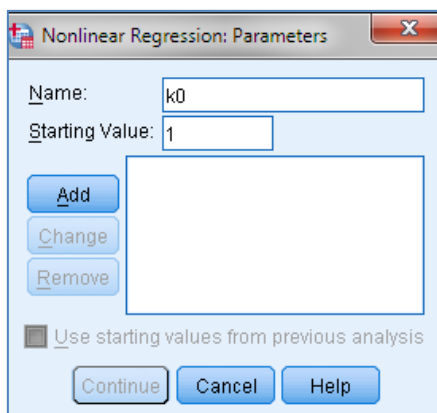 Nonlinear Regression: Parameters
Name: k0
Starting Value: 1
Add
Change
Remove
Use starting values from previous analysis
Continue Cancel Help